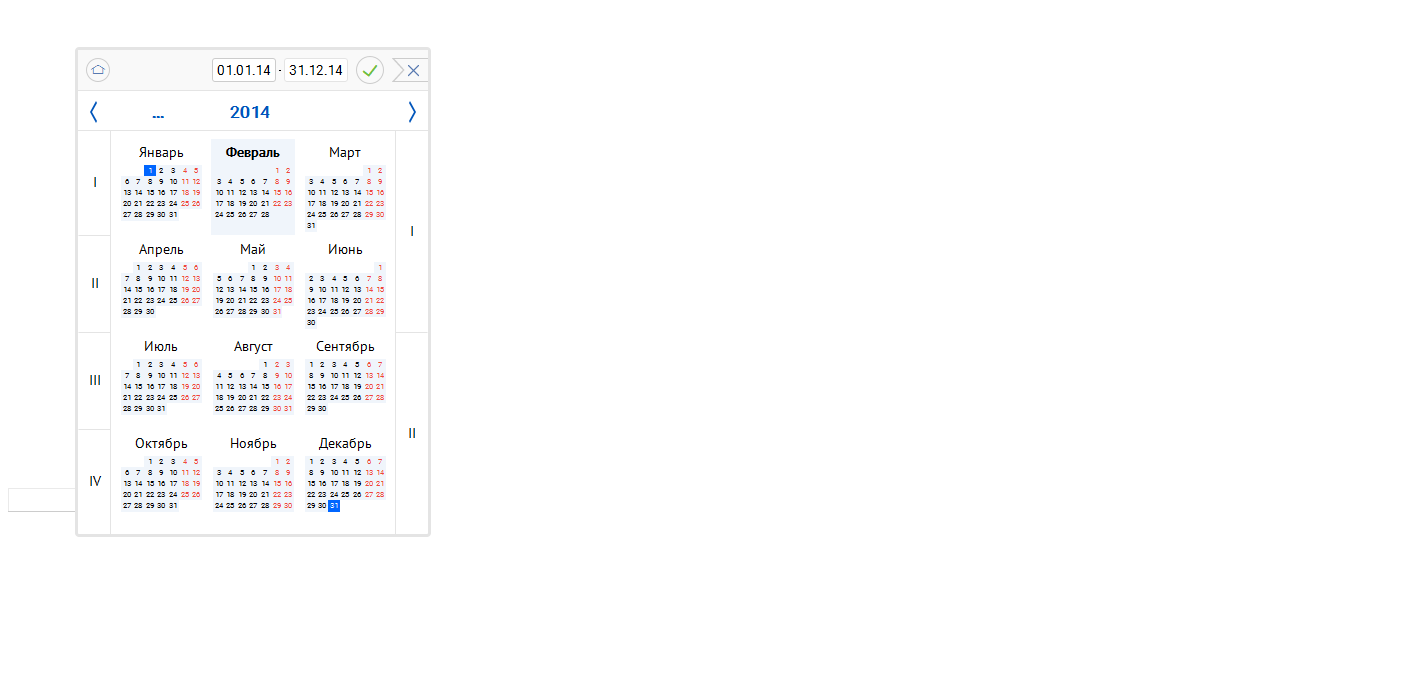 01.01.14 - 31.12.14
... 2014
Январь Февраль Март
1 2 3 4 5 1 2 1 2
6 7 8 9 10 11 12 3 4 5 6 7 8 9 3 4 5 6 7 8 9
I
13 14 15 16 17 18 19 10 11 12 13 14 15 16 10 11 12 13 14 15 16
20 21 22 23 24 25 26 17 18 19 20 21 22 23 17 18 19 20 21 22 23
27 28 29 30 31 24 25 26 27 28 24 25 26 27 28 29 30
31
I
Апрель Май Июнь
1 2 3 4 5 6 1 2 3 4 1
7 8 9 10 11 12 13 5 6 7 8 9 10 11 2 3 4 5 6 7 8
II
14 15 16 17 18 19 20 12 13 14 15 16 17 18 9 10 11 12 13 14 15
21 22 23 24 25 26 27 19 20 21 22 23 24 25 16 17 18 19 20 21 22
28 29 30 26 27 28 29 30 31 23 24 25 26 27 28 29
30
Июль Август Сентябрь
1 2 3 4 5 6 1 2 3 1 2 3 4 5 6 7
7 8 9 10 11 12 13 4 5 6 7 8 9 10 8 9 10 11 12 13 14
III
14 15 16 17 18 19 20 11 12 13 14 15 16 17 15 16 17 18 19 20 21
21 22 23 24 25 26 27 18 19 20 21 22 23 24 22 23 24 25 26 27 28
28 29 30 31 25 26 27 28 29 30 31 29 30
II
Октябрь Ноябрь Декабрь
1 2 3 4 5 1 2 1 2 3 4 5 6 7
6 7 8 9 10 11 12 3 4 5 6 7 8 9 8 9 10 11 12 13 14
IV
13 14 15 16 17 18 19 10 11 12 13 14 15 16 15 16 17 18 19 20 21
20 21 22 23 24 25 26 17 18 19 20 21 22 23 22 23 24 25 26 27 28
27 28 29 30 31 24 25 26 27 28 29 30 29 30 31